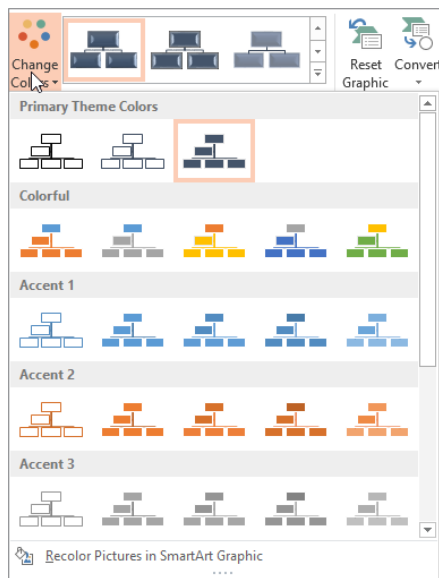 Change
Colors
Reset
Graphic
Convert
Primary Theme Colors
Colorful
Accent 1
Accent 2
Accent 3
Recolor Pictures in SmartArt Graphic